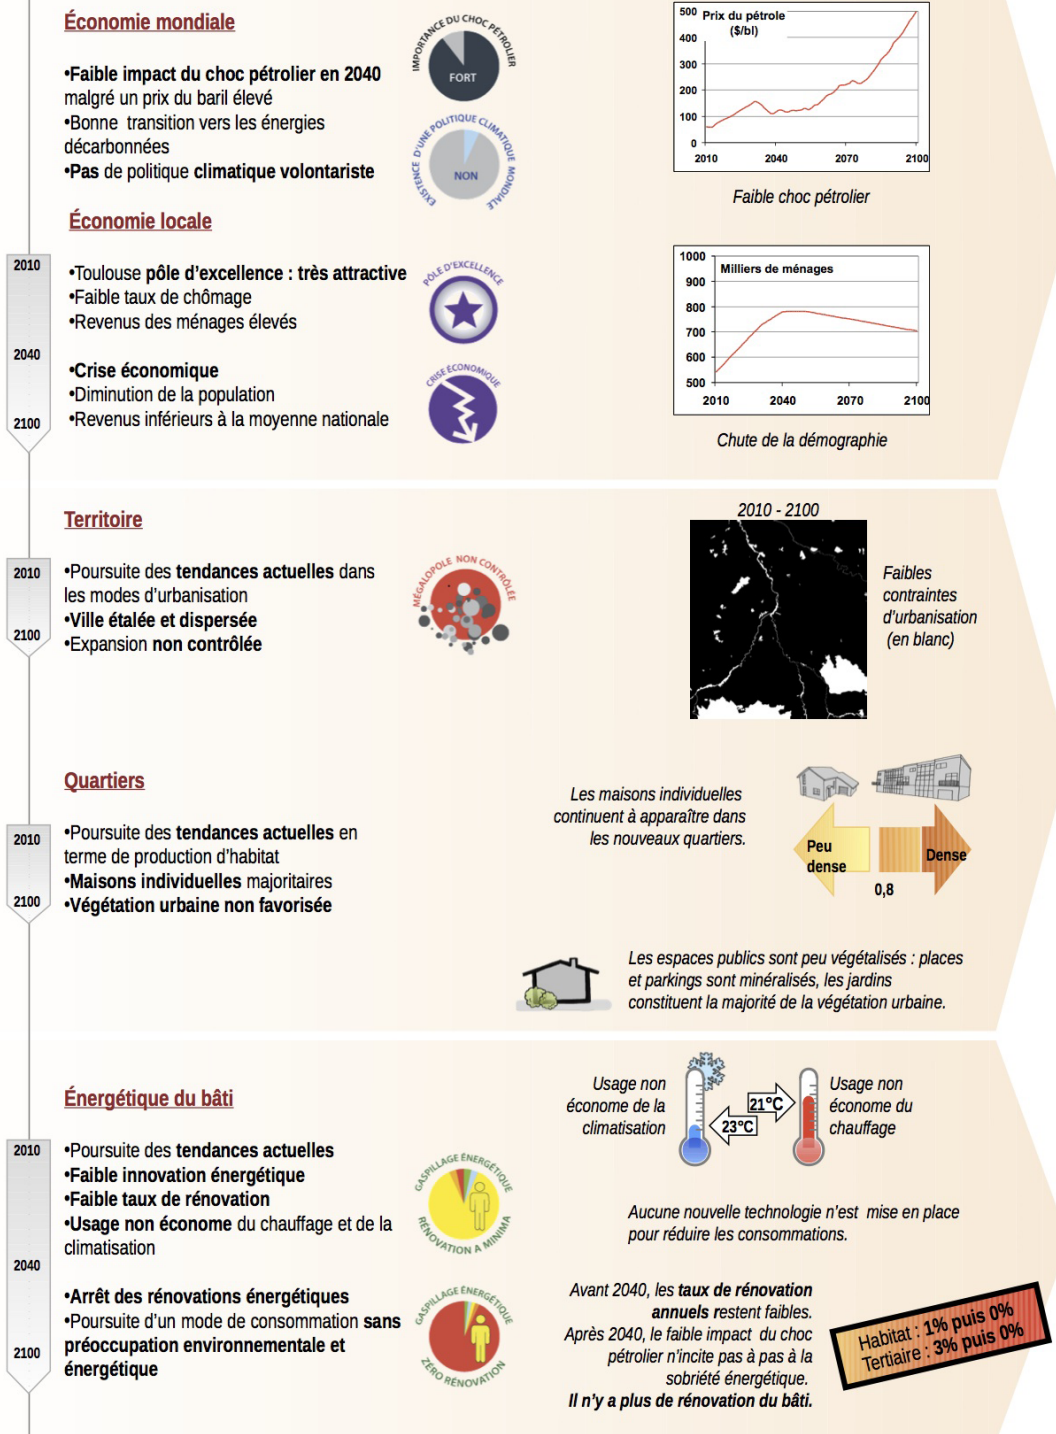 Économie mondiale
•Faible impact du choc pétrolier en 2040
malgré un prix du baril élevé
•Bonne transition vers les énergies
décarbonnées
•Pas de politique climatique volontariste
IMPORTANCE DU CHOC PÉTROLIER
FORT
EXISTENCE D'UNE POLITIQUE CLIMATIQUE MONDIALE
NON
Prix du pétrole
($/bl)
500
400
300
200
100
0
2010 2040 2070 2100
Faible choc pétrolier
Économie locale
2010
2040
2100
•Toulouse pôle d'excellence : très attractive
•Faible taux de chômage
•Revenus des ménages élevés
•Crise économique
•Diminution de la population
•Revenus inférieurs à la moyenne nationale
PÔLE D'EXCELLENCE
CRISE ÉCONOMIQUE
Milliers de ménages
1000
900
800
700
600
500
2010 2040 2070 2100
Chute de la démographie
Territoire
2010
2100
•Poursuite des tendances actuelles dans
les modes d'urbanisation
•Ville étalée et dispersée
•Expansion non contrôlée
MÉGALOPOLE NON CONTRÔLÉE
2010 - 2100
Faibles
contraintes
d'urbanisation
(en blanc)
Quartiers
2010
2100
•Poursuite des tendances actuelles en
terme de production d'habitat
•Maisons individuelles majoritaires
•Végétation urbaine non favorisée
Les maisons individuelles
continuent à apparaître dans
les nouveaux quartiers.
Peu
dense
Dense
0,8
Les espaces publics sont peu végétalisés : places
et parkings sont minéralisés, les jardins
constituent la majorité de la végétation urbaine.
Énergétique du bâti
2010
2040
2100
•Poursuite des tendances actuelles
•Faible innovation énergétique
•Faible taux de rénovation
•Usage non économe du chauffage et de la
climatisation
•Arrêt des rénovations énergétiques
•Poursuite d'un mode de consommation sans
préoccupation environnementale et
énergétique
GASPILLAGE ÉNERGÉTIQUE
RÉNOVATION A MINIMA
GASPILLAGE ÉNERGÉTIQUE
ZÉRO RÉNOVATION
Usage non
économe de la
climatisation
21°C
23°C
Usage non
économe du
chauffage
Aucune nouvelle technologie n'est mise en place
pour réduire les consommations.
Avant 2040, les taux de rénovation
annuels restent faibles.
Après 2040, le faible impact du choc
pétrolier n'incite pas à pas à la
sobriété énergétique.
Il n'y a plus de rénovation du bâti.
Habitat : 1% puis 0%
Tertiaire : 3% puis 0%